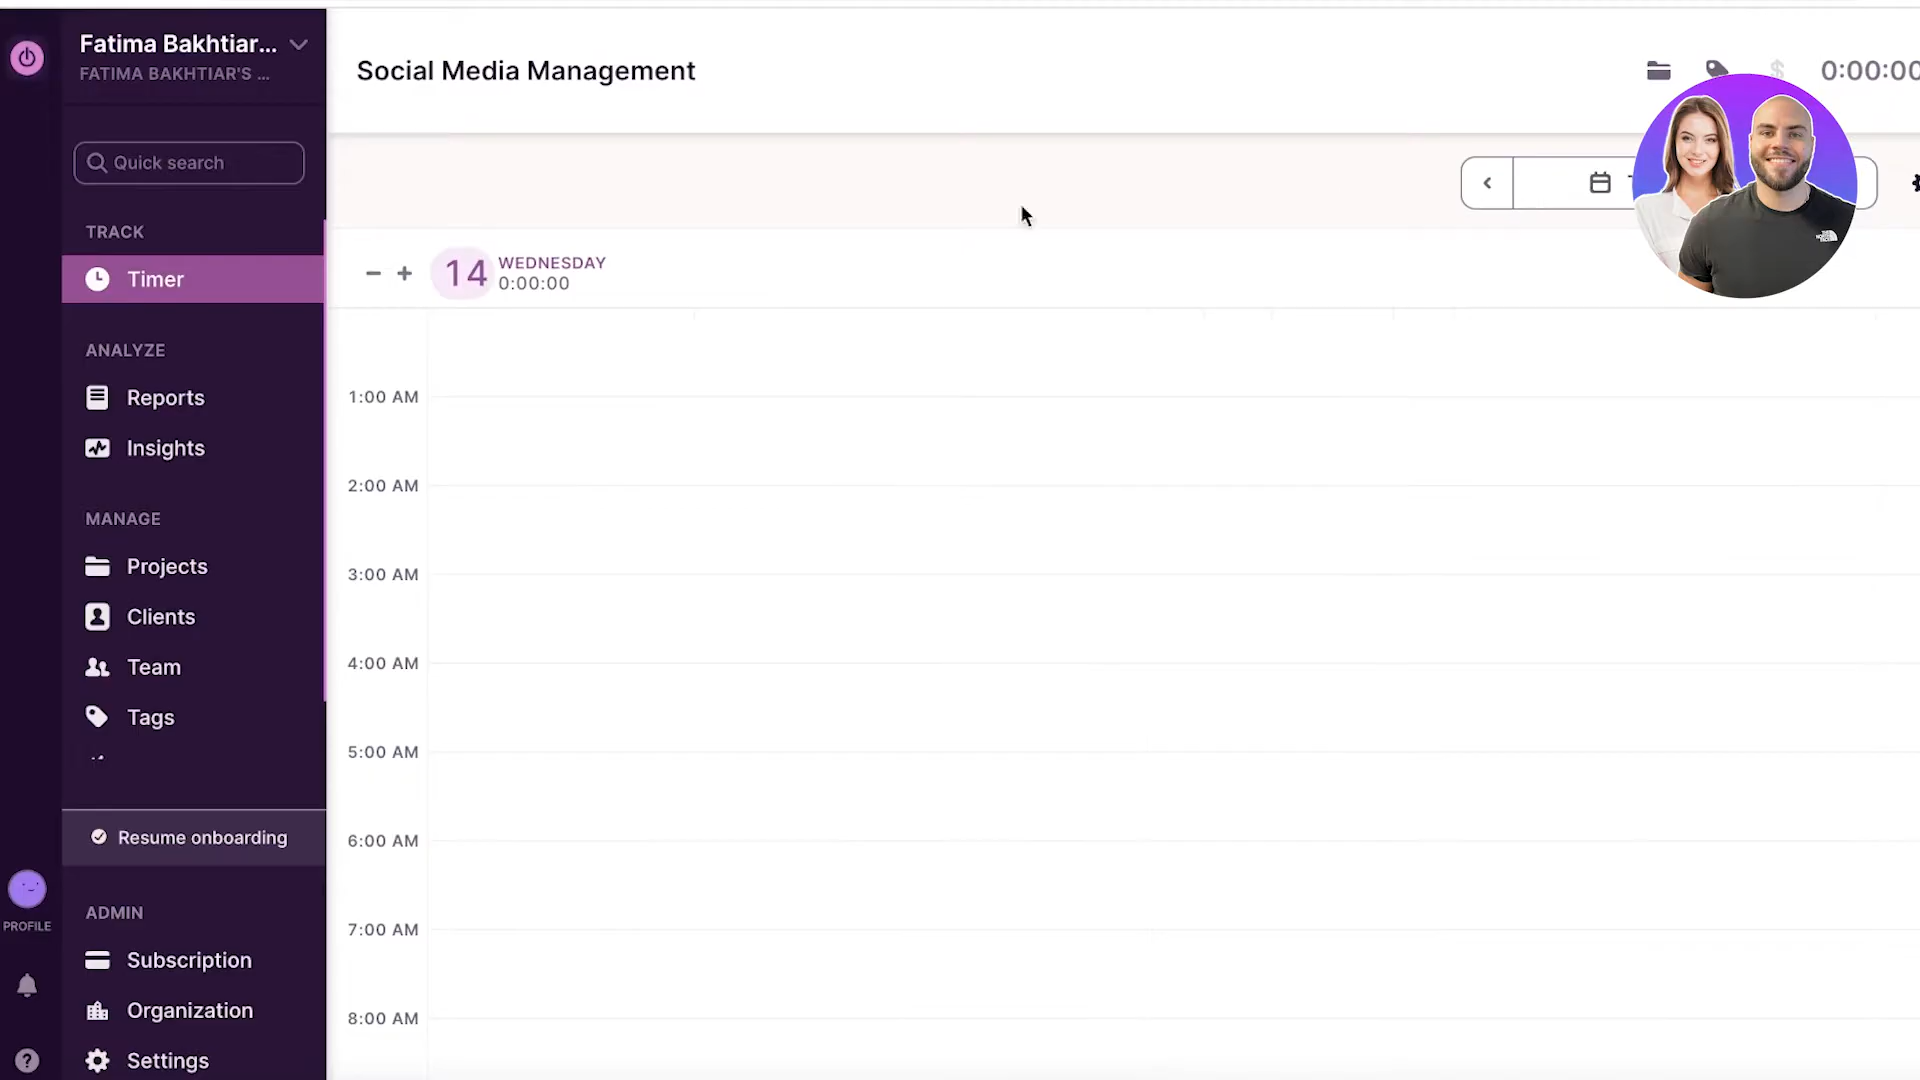 Fatima Bakhtiar...
FATIMA BAKHTIAR'S ...
Quick search
TRACK
Timer
ANALYZE
Reports
Insights
MANAGE
Projects
Clients
Team
Tags
Resume onboarding
ADMIN
Subscription
Organization
Settings
PROFILE
?
Social Media Management
$
0:00:00
14
WEDNESDAY
0:00:00
1:00 AM
2:00 AM
3:00 AM
4:00 AM
5:00 AM
6:00 AM
7:00 AM
8:00 AM